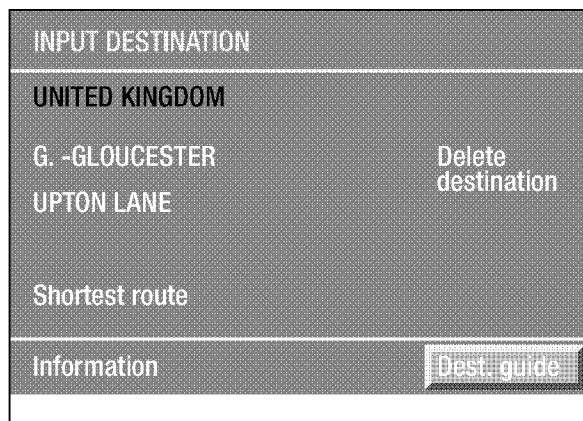 INPUT DESTINATION
UNITED KINGDOM
G. -GLOUCESTER
Delete
destination
UPTON LANE
Shortest route
Information
Dest. guide